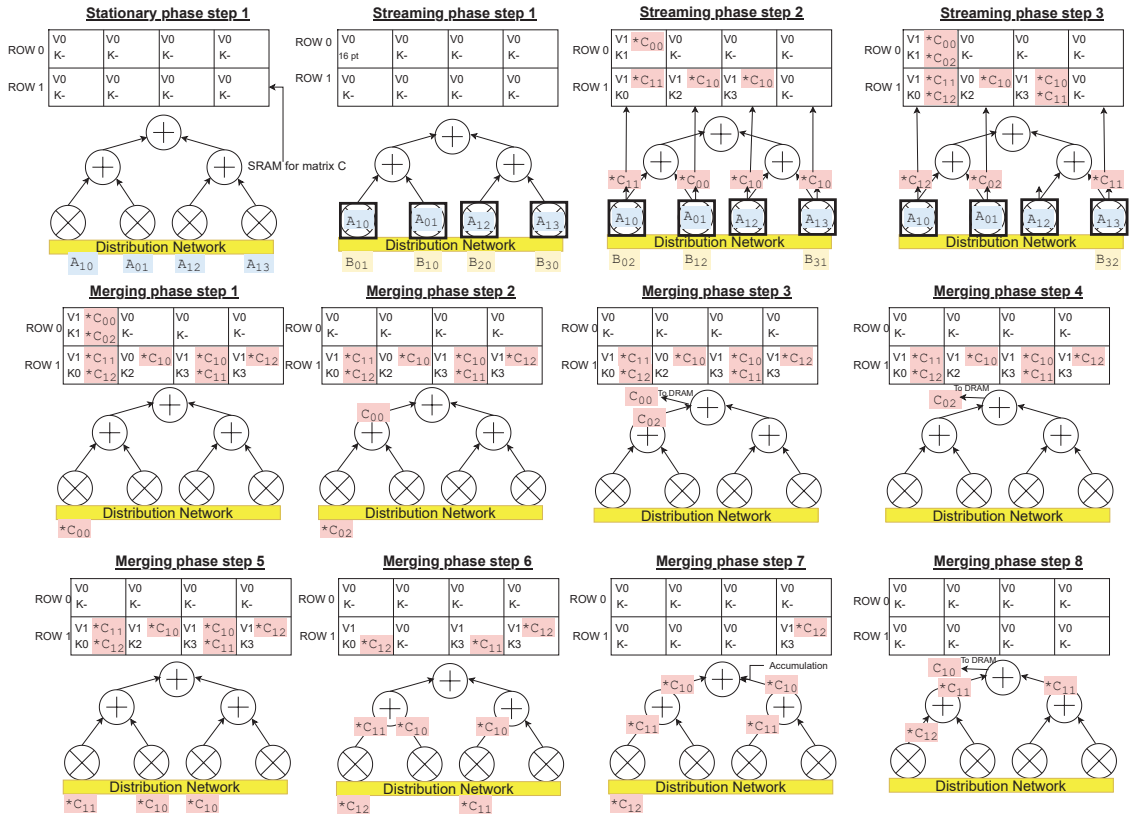 Stationary phase step 1
ROW 0 V0 V0 V0 V0
K- K- K- K-
ROW 1 V0 V0 V0 V0
K- K- K- K-
SRAM for matrix C
Distribution Network
A10 A01 A12 A13
Streaming phase step 1
ROW 0 V0 V0 V0 V0
16 pt K- K- K-
ROW 1 V0 V0 V0 V0
K- K- K- K-
A10 A01 A12 A13
Distribution Network
B01 B10 B20 B30
Streaming phase step 2
ROW 0 V1 *C00 V0 V0 V0
K1 K- K- K-
ROW 1 V1 *C11 V1 *C10 V1 *C10 V0
K0 K2 K3 K-
*C11 *C00 *C10 *C10
A10 A01 A12 A13
Distribution Network
B02 B12 B31
Streaming phase step 3
ROW 0 V1 *C00 V0 V0 V0
K1 *C02 K- K- K-
ROW 1 V1 *C11 V0 *C10 V1 *C10 V0
K0 *C12 K2 K3 *C11 K-
*C12 *C02 *C11
A10 A01 A12 A13
Distribution Network
B32
Merging phase step 1
ROW 0 V1 *C00 V0 V0 V0
K1 *C02 K- K- K-
ROW 1 V1 *C11 V0 *C10 V1 *C10 V1 *C12
K0 *C12 K2 K3 *C11 K3
Distribution Network
*C00
Merging phase step 2
ROW 0 V0 V0 V0 V0
K- K- K- K-
ROW 1 V1 *C11 V0 *C10 V1 *C10 V1 *C12
K0 *C12 K2 K3 *C11 K3
C00
Distribution Network
*C02
Merging phase step 3
ROW 0 V0 V0 V0 V0
K- K- K- K-
ROW 1 V1 *C11 V0 *C10 V1 *C10 V1 *C12
K0 *C12 K2 K3 *C11 K3
C00 To DRAM
C02
Distribution Network
Merging phase step 4
ROW 0 V0 V0 V0 V0
K- K- K- K-
ROW 1 V1 *C11 V1 *C10 V1 *C10 V1 *C12
K0 *C12 K2 K3 *C11 K3
C02 To DRAM
Distribution Network
Merging phase step 5
ROW 0 V0 V0 V0 V0
K- K- K- K-
ROW 1 V1 *C11 V1 *C10 V1 *C10 V1 *C12
K0 *C12 K2 K3 *C11 K3
Distribution Network
*C11 *C10 *C10
Merging phase step 6
ROW 0 V0 V0 V0 V0
K- K- K- K-
ROW 1 V1 V0 V1 V1 *C12
K0 *C12 K- K3 *C11 K3
*C11 *C10 *C10
Distribution Network
*C12 *C11
Merging phase step 7
ROW 0 V0 V0 V0 V0
K- K- K- K-
ROW 1 V0 V0 V0 V1 *C12
K- K- K- K3
Accumulation
*C10 *C10
*C11 *C11
Distribution Network
*C12
Merging phase step 8
ROW 0 V0 V0 V0 V0
K- K- K- K-
ROW 1 V0 V0 V0 V0
K- K- K- K-
C10 To DRAM
*C11 *C11
*C12
Distribution Network